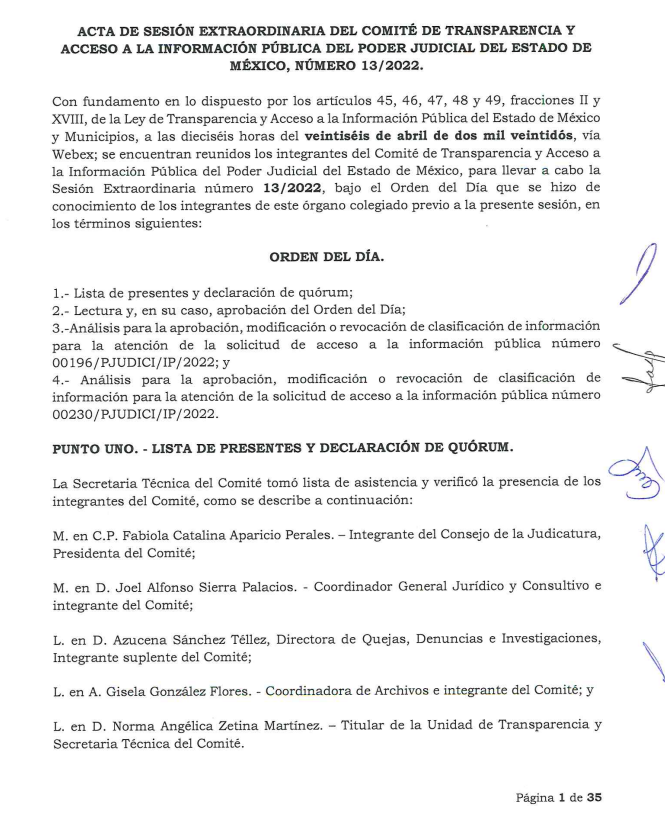 ACTA DE SESIÓN EXTRAORDINARIA DEL COMITÉ DE TRANSPARENCIA Y
ACCESO A LA INFORMACIÓN PÚBLICA DEL PODER JUDICIAL DEL ESTADO DE
MÉXICO, NÚMERO 13/2022.
Con fundamento en lo dispuesto por los artículos 45, 46, 47, 48 y 49, fracciones II y
XVIII, de la Ley de Transparencia y Acceso a la Información Pública del Estado de México
y Municipios, a las dieciséis horas del veintiséis de abril de dos mil veintidós, vía
Webex; se encuentran reunidos los integrantes del Comité de Transparencia y Acceso a
la Información Pública del Poder Judicial del Estado de México, para llevar a cabo la
Sesión Extraordinaria número 13/2022, bajo el Orden del Día que se hizo de
conocimiento de los integrantes de este órgano colegiado previo a la presente sesión, en
los términos siguientes:
ORDEN DEL DÍA.
1.- Lista de presentes y declaración de quórum;
2.- Lectura y, en su caso, aprobación del Orden del Día;
3.-Análisis para la aprobación, modificación o revocación de clasificación de información
para la atención de la solicitud de acceso a la información pública número
00196/PJUDICI/IP/2022; y
4.- Análisis para la aprobación, modificación o revocación de clasificación de
información para la atención de la solicitud de acceso a la información pública número
00230/PJUDICI/IP/2022.
PUNTO UNO. - LISTA DE PRESENTES Y DECLARACIÓN DE QUÓRUM.
La Secretaria Técnica del Comité tomó lista de asistencia y verificó la presencia de los
integrantes del Comité, como se describe a continuación:
M. en C.P. Fabiola Catalina Aparicio Perales. – Integrante del Consejo de la Judicatura,
Presidenta del Comité;
M. en D. Joel Alfonso Sierra Palacios. - Coordinador General Jurídico y Consultivo e
integrante del Comité;
L. en D. Azucena Sánchez Téllez, Directora de Quejas, Denuncias e Investigaciones,
Integrante suplente del Comité;
L. en A. Gisela González Flores. - Coordinadora de Archivos e integrante del Comité; y
L. en D. Norma Angélica Zetina Martínez. – Titular de la Unidad de Transparencia y
Secretaria Técnica del Comité.
Página 1 de 35